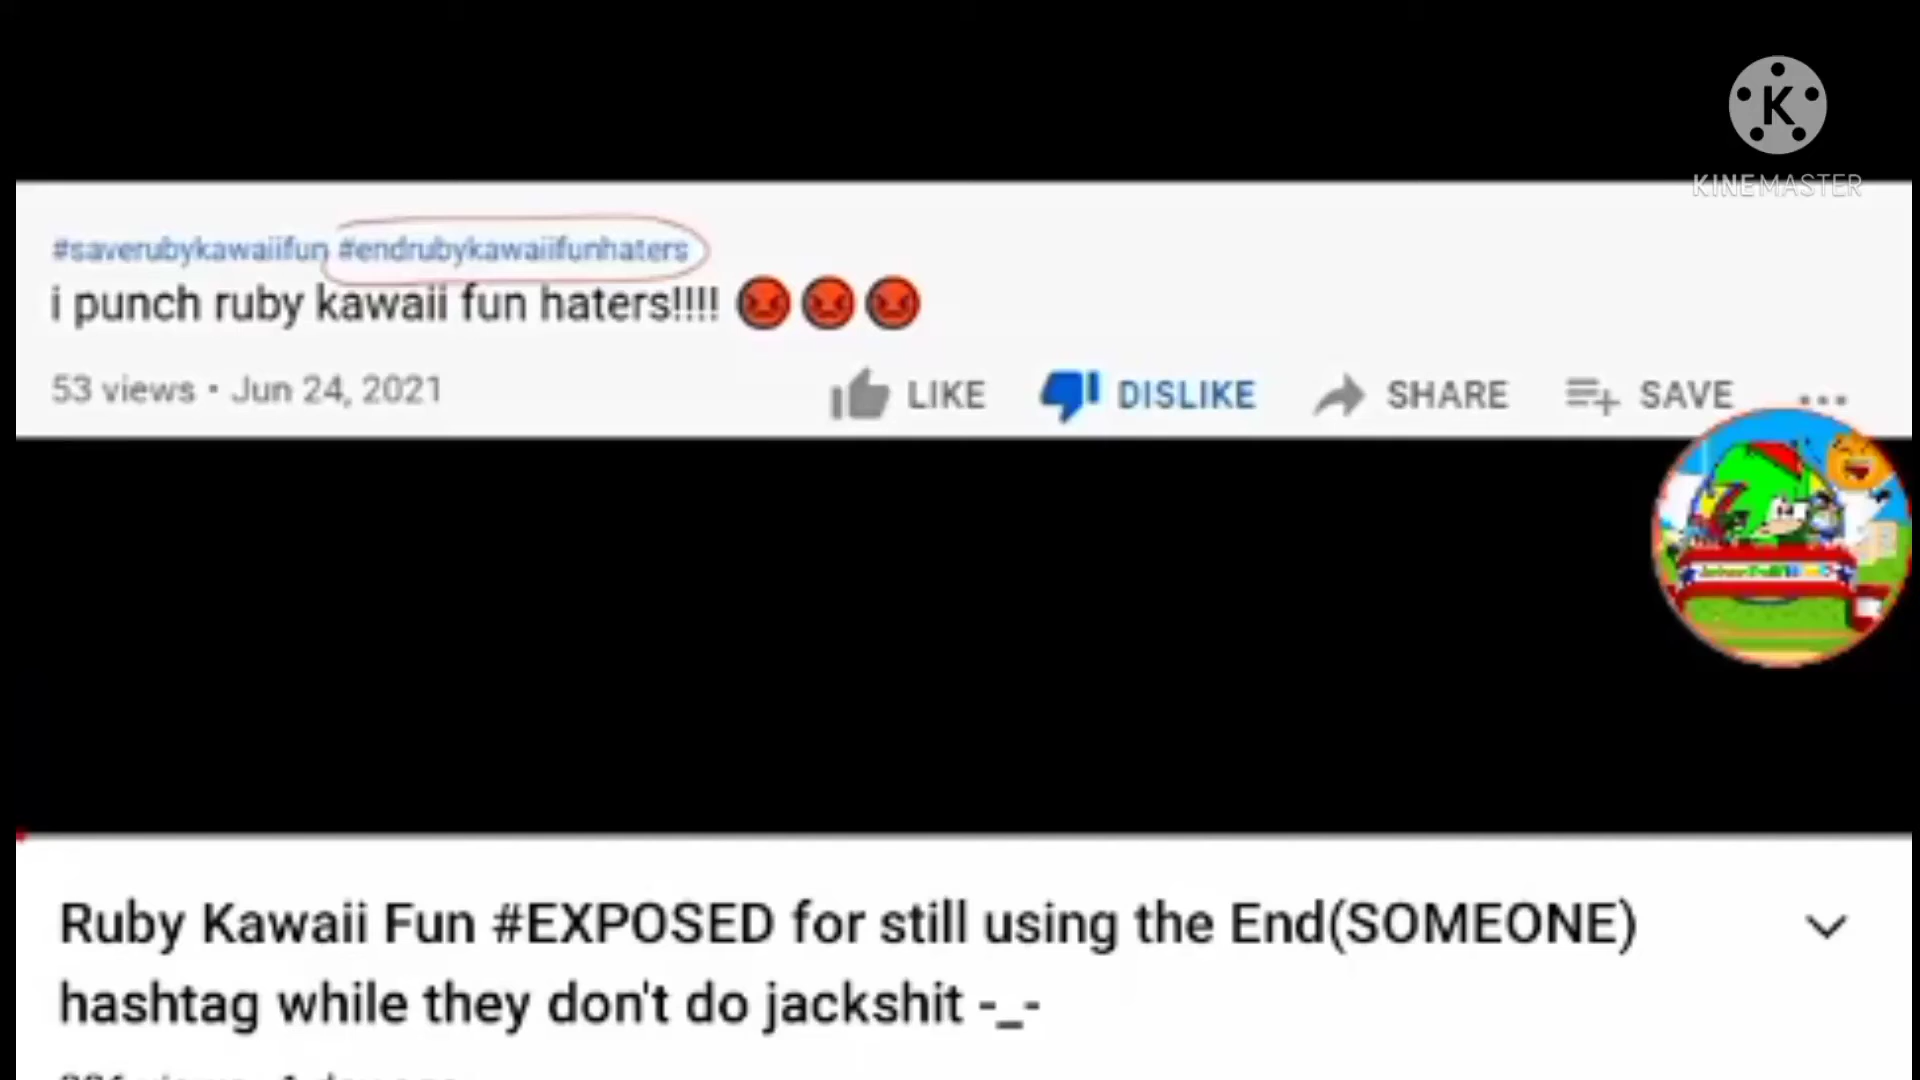 K
KINEMASTER
#saverubykawaiifun #endrubykawaiifunhaters
i punch ruby kawaii fun haters!!!! 😡😡😡
53 views • Jun 24, 2021
LIKE DISLIKE SHARE SAVE ...
Ruby Kawaii Fun #EXPOSED for still using the End(SOMEONE)
hashtag while they don't do jackshit -_-